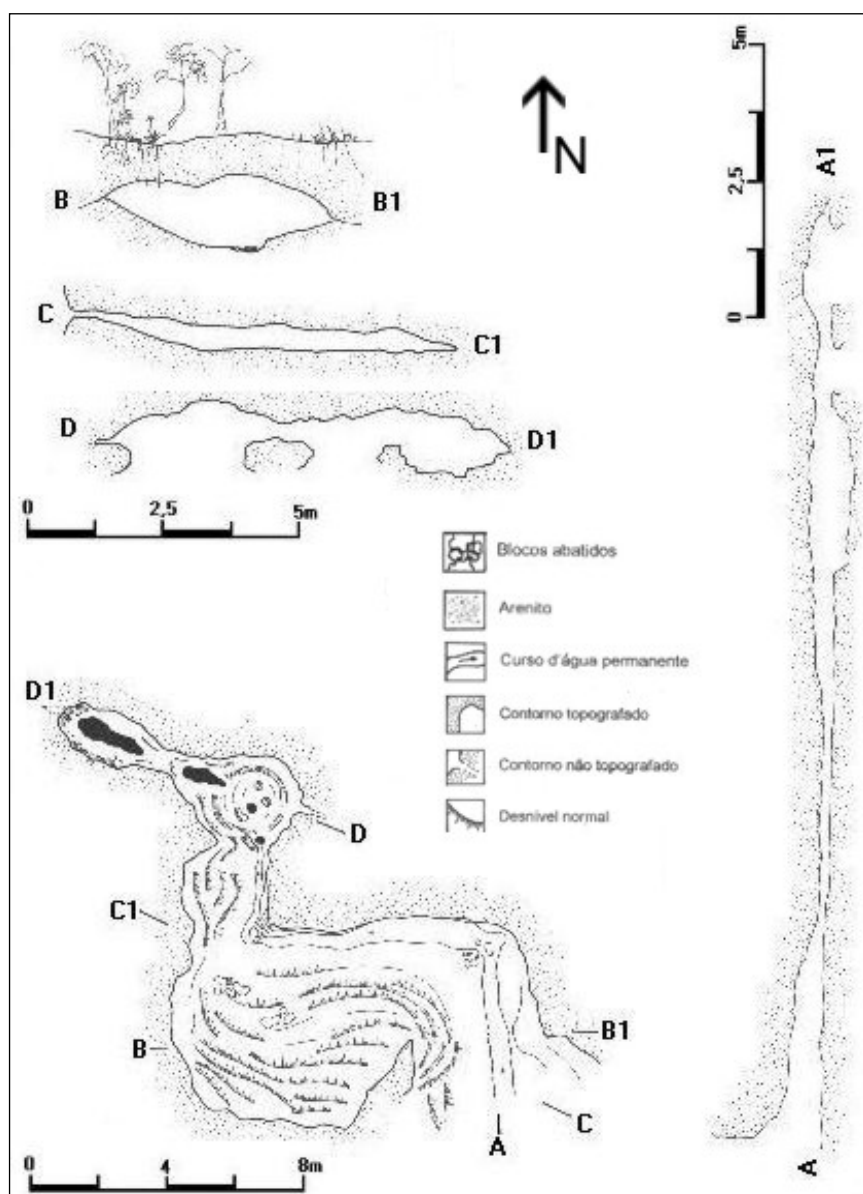 N
B
B1
C
C1
D
D1
0 2,5 5m
5m
2,5
0
A1
A
Blocos abatidos
Arenito
Curso d'água permanente
Contorno topografado
Contorno não topografado
Desnível normal
D1
D
C1
B
B1
C
A
0 4 8m